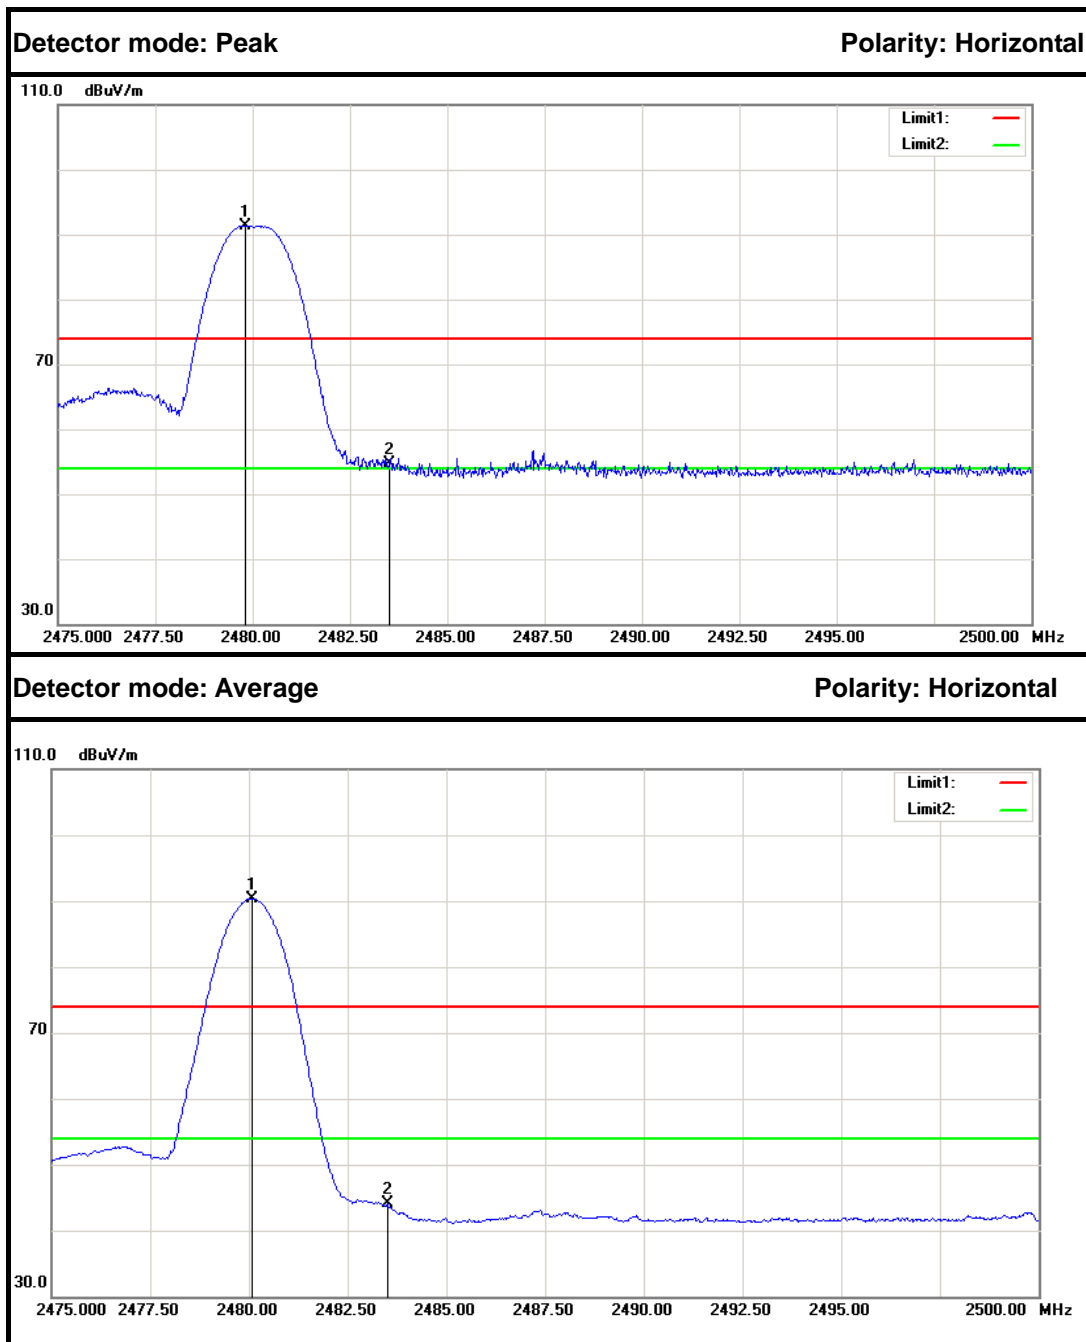 Detector mode: Peak Polarity: Horizontal
110.0 dBuV/m
Limit1:
Limit2:
1
70
2
30.0
2475.000 2477.50 2480.00 2482.50 2485.00 2487.50 2490.00 2492.50 2495.00 2500.00 MHz
Detector mode: Average Polarity: Horizontal
110.0 dBuV/m
Limit1:
Limit2:
1
70
2
30.0
2475.000 2477.50 2480.00 2482.50 2485.00 2487.50 2490.00 2492.50 2495.00 2500.00 MHz